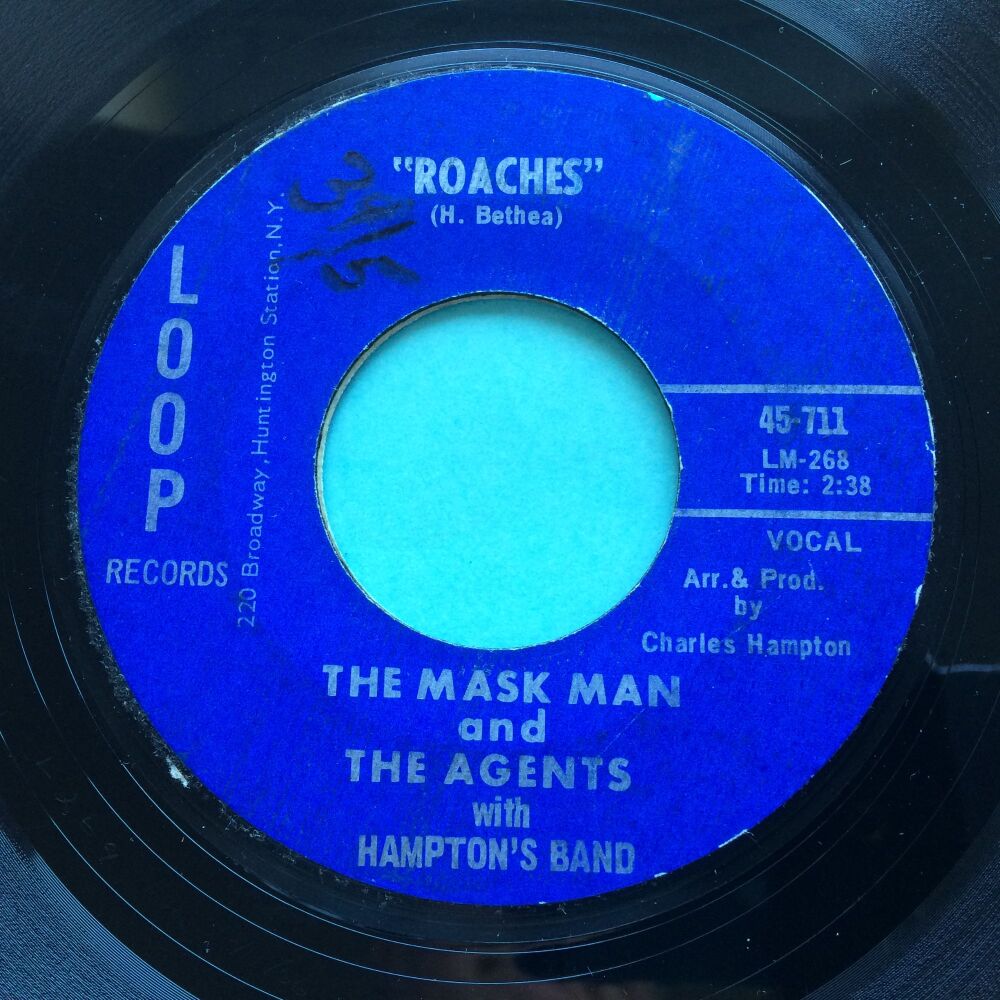 "ROACHES"
(H. Bethea)
LOOP
RECORDS
220 Broadway, Huntington Station, N.Y.
45-711
LM-268
Time: 2:38
VOCAL
Arr.& Prod.
by
Charles Hampton
THE MASK MAN
and
THE AGENTS
with
HAMPTON'S BAND